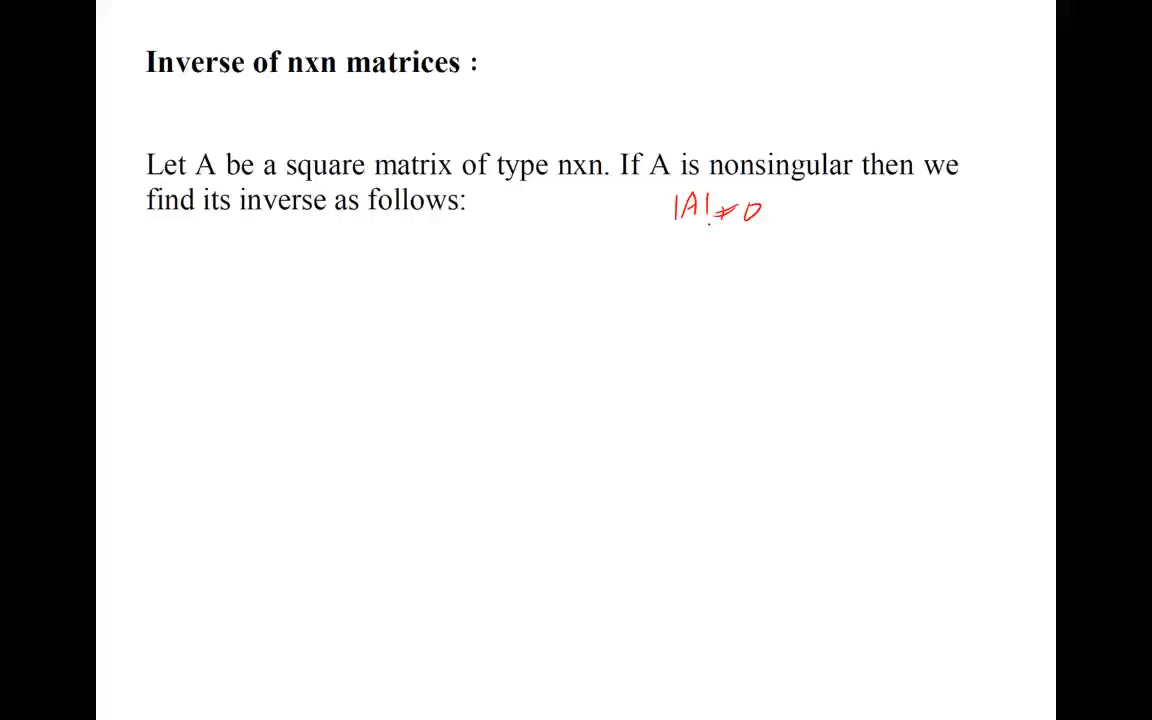 Inverse of nxn matrices :
Let A be a square matrix of type nxn. If A is nonsingular then we
find its inverse as follows:
|A| ≠ 0